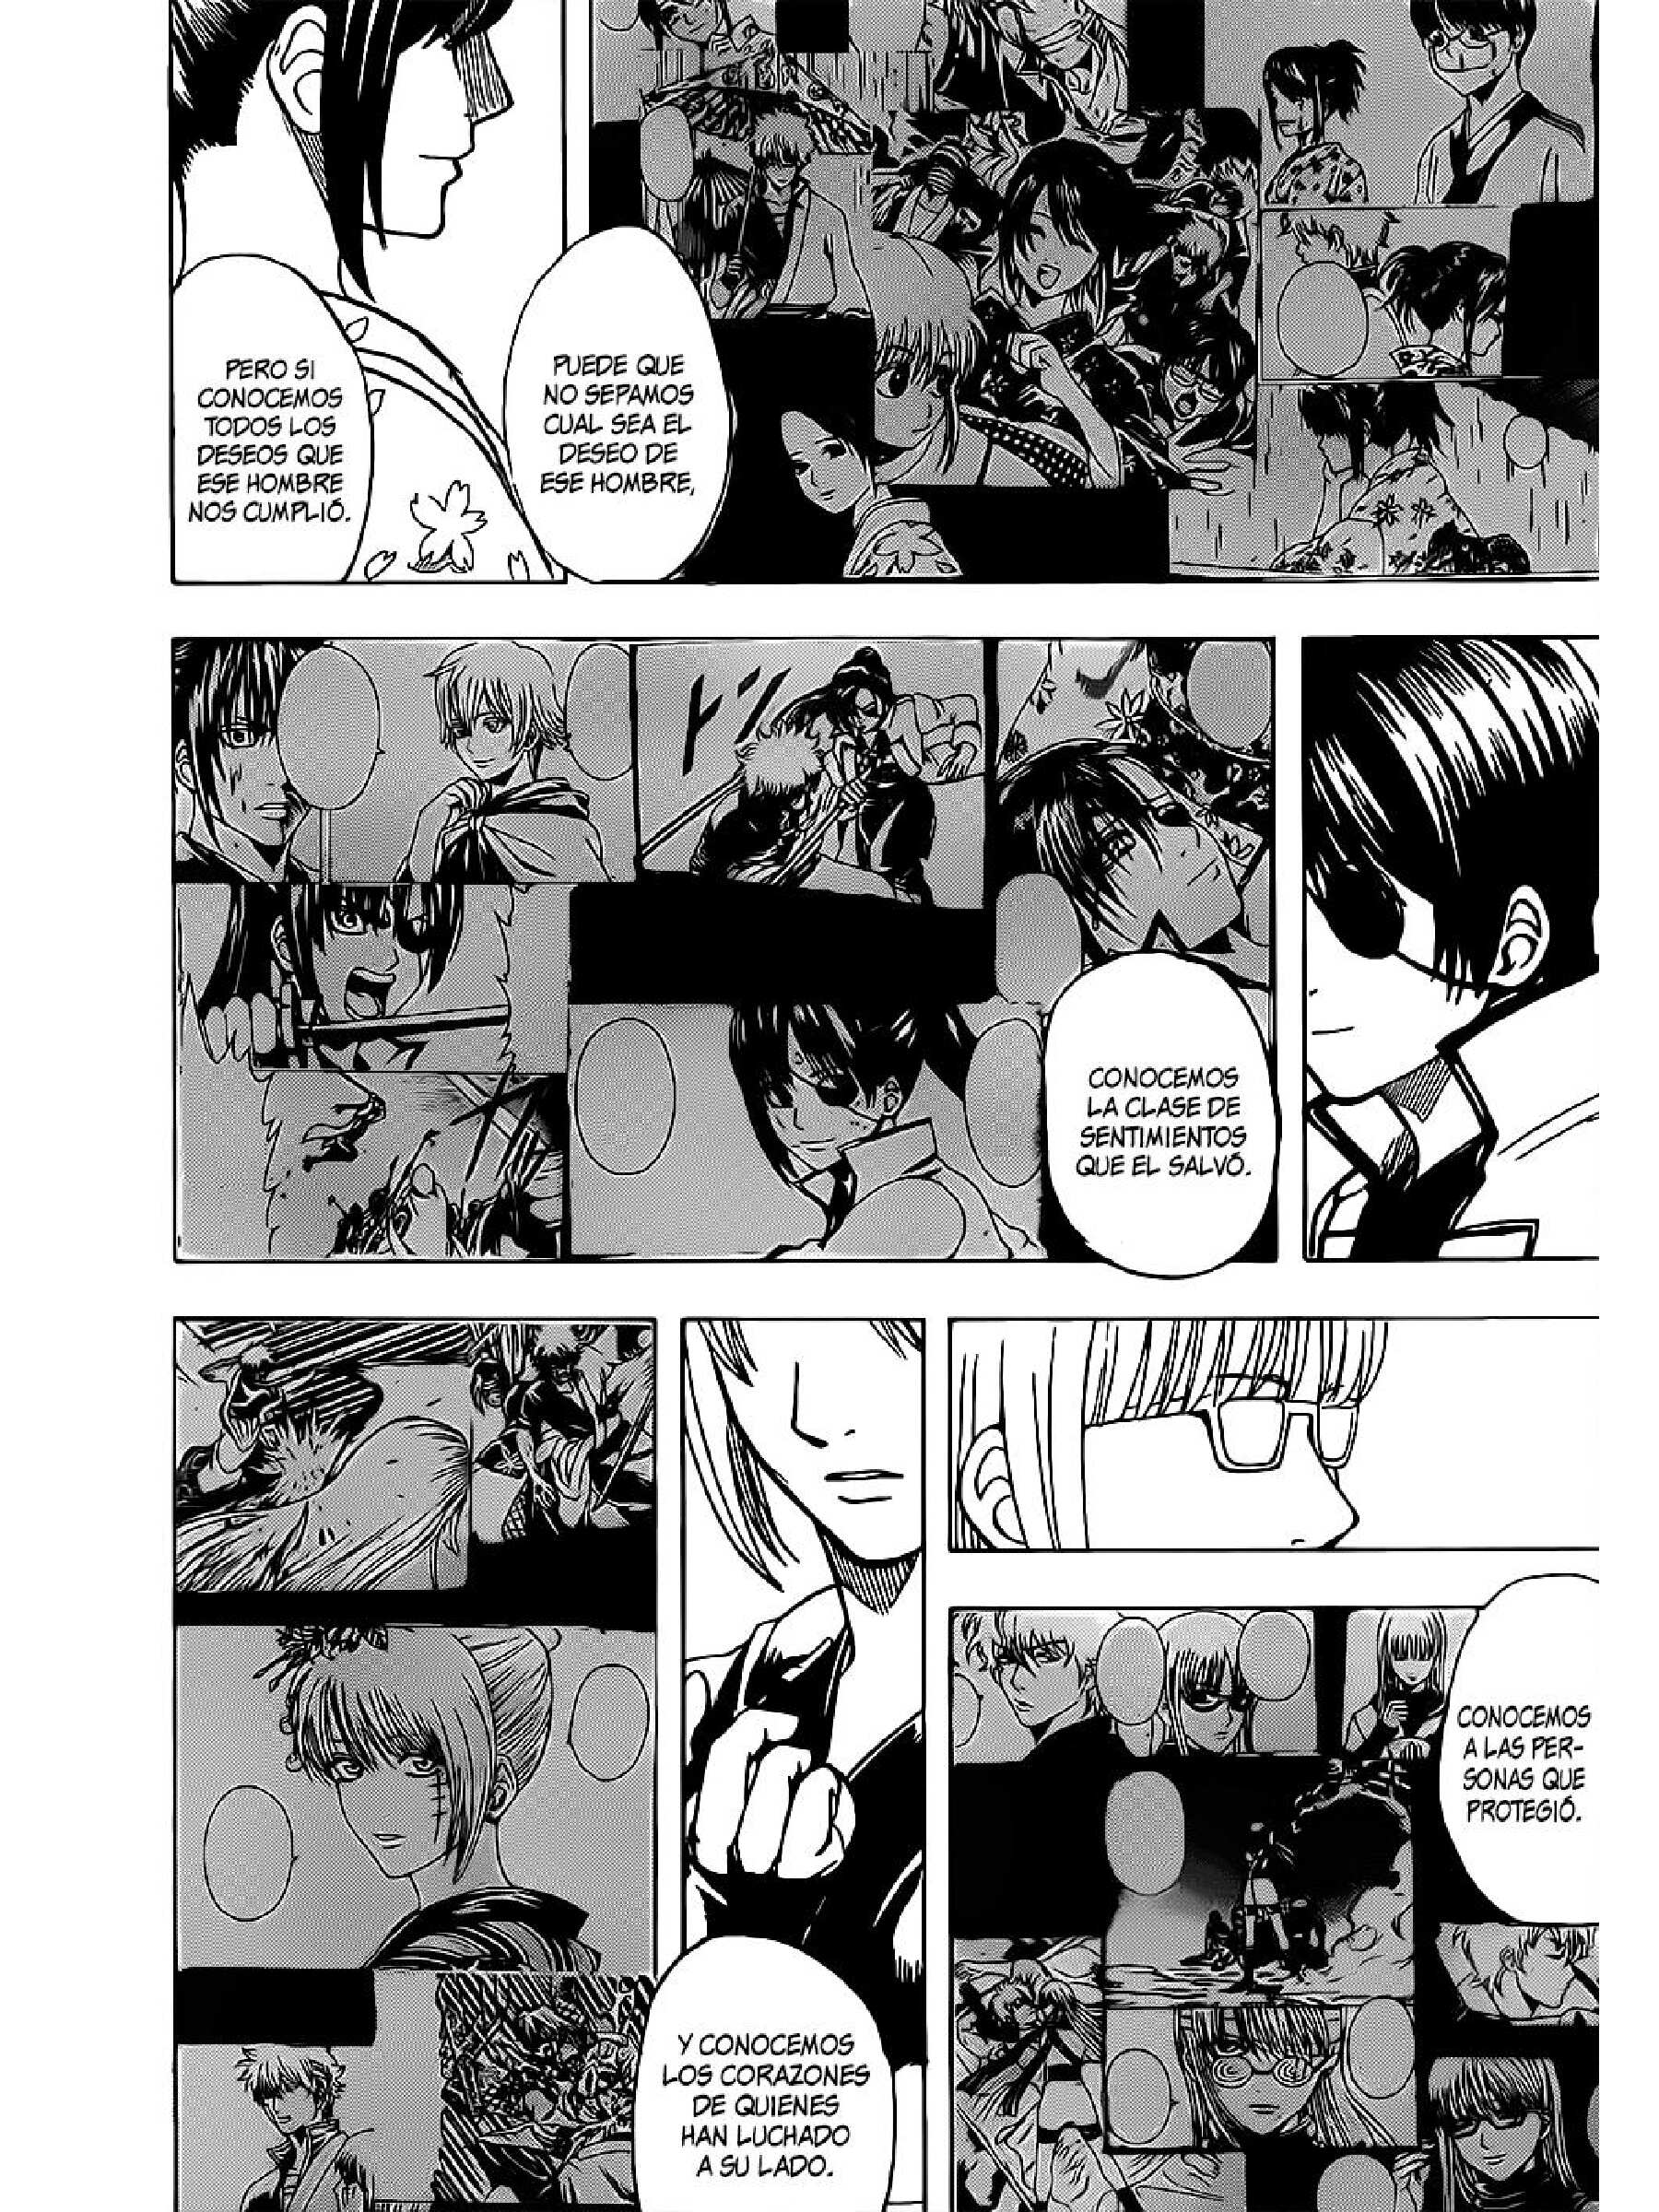 PUEDE QUE
NO SEPAMOS
CUAL SEA EL
DESEO DE
ESE HOMBRE,
PERO SI
CONOCEMOS
TODOS LOS
DESEOS QUE
ESE HOMBRE
NOS CUMPLIÓ.
ドン
CONOCEMOS
LA CLASE DE
SENTIMIENTOS
QUE EL SALVÓ.
CONOCEMOS
A LAS PER-
SONAS QUE
PROTEGIÓ.
Y CONOCEMOS
LOS CORAZONES
DE QUIENES
HAN LUCHADO
A SU LADO.